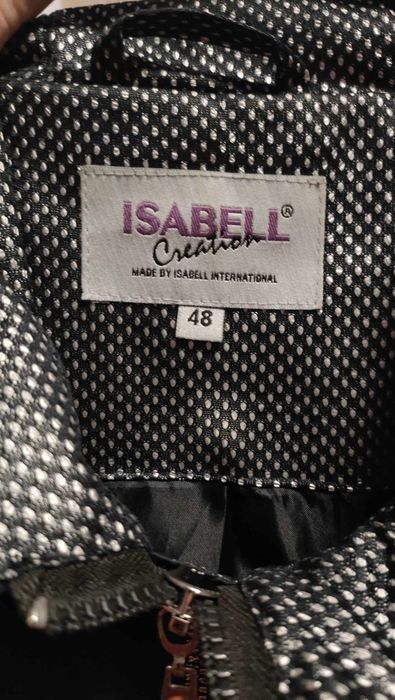 ISABELL®
Creation
MADE BY ISABELL INTERNATIONAL
48